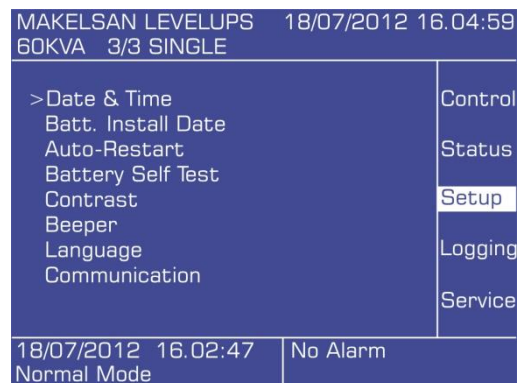 MAKELSAN LEVELUPS 18/07/2012 16.04:59
60KVA 3/3 SINGLE
>Date & Time
Batt. Install Date
Auto-Restart
Battery Self Test
Contrast
Beeper
Language
Communication
Control
Status
Setup
Logging
Service
18/07/2012 16.02:47
Normal Mode
No Alarm